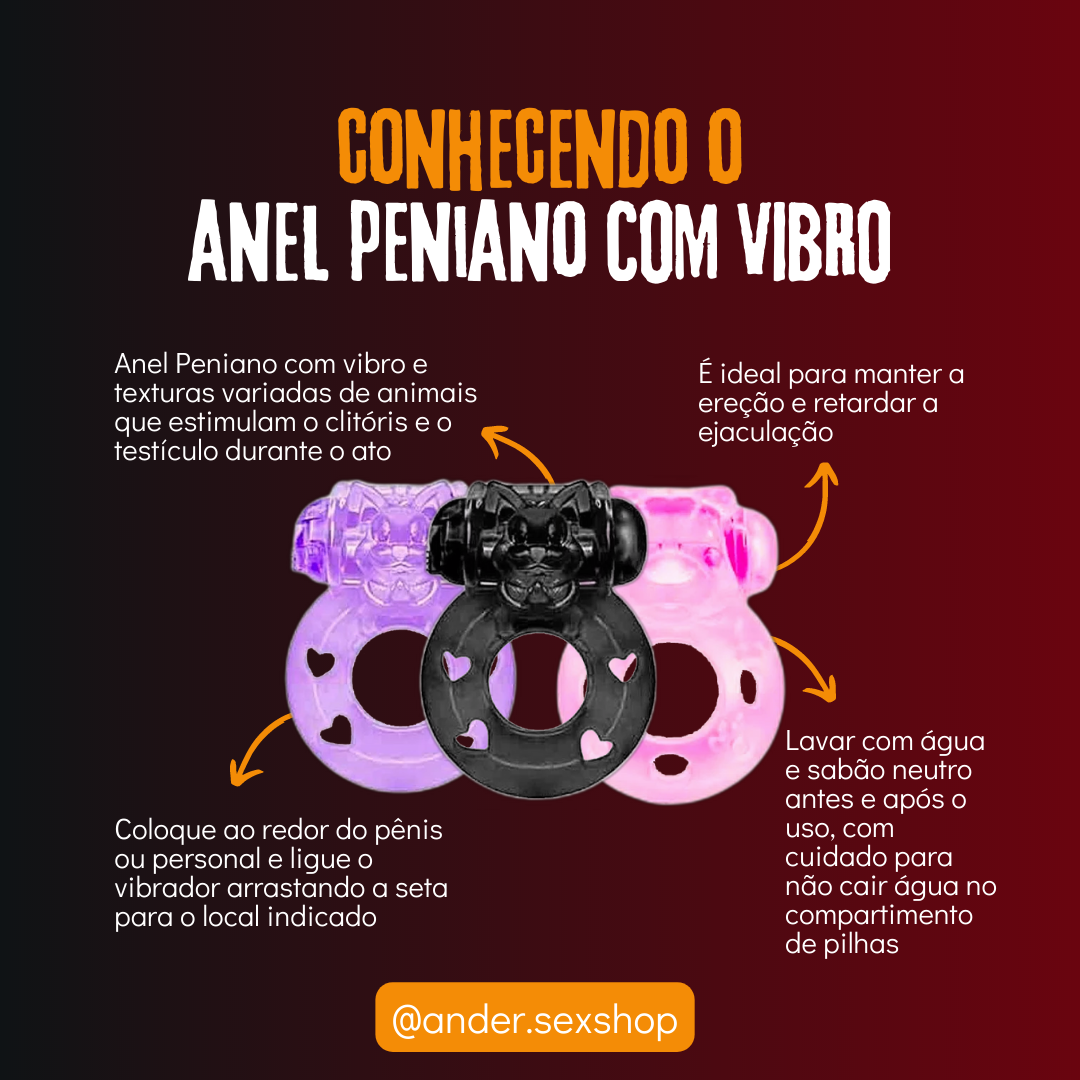 CONHECENDO O
ANEL PENIANO COM VIBRO
Anel Peniano com vibro e
texturas variadas de animais
que estimulam o clitóris e o
testículo durante o ato
É ideal para manter a
ereção e retardar a
ejaculação
Coloque ao redor do pênis
ou personal e ligue o
vibrador arrastando a seta
para o local indicado
Lavar com água
e sabão neutro
antes e após o
uso, com
cuidado para
não cair água no
compartimento
de pilhas
@ander.sexshop